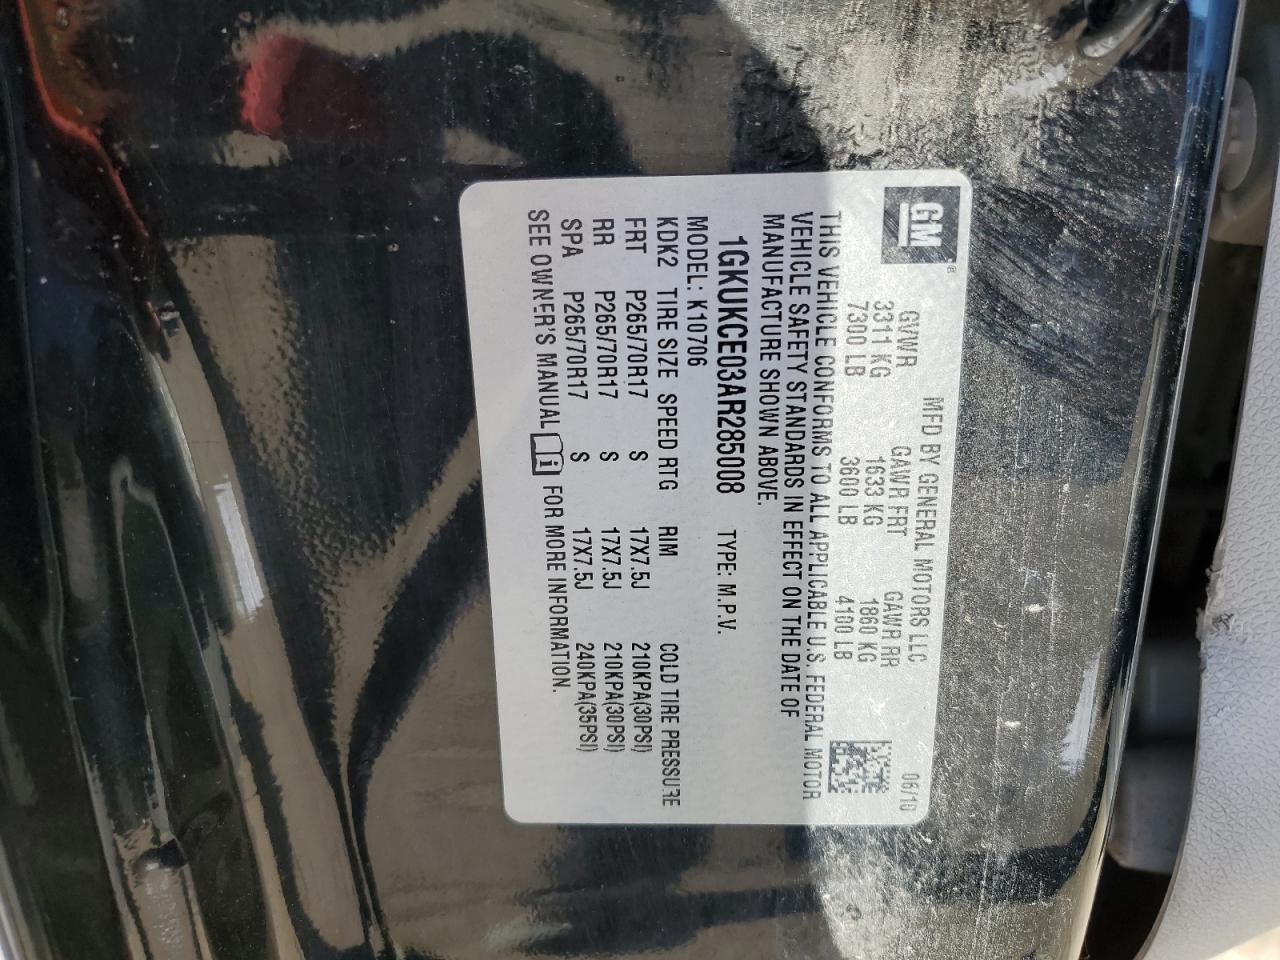 GM®
MFD BY GENERAL MOTORS LLC 06/10
GVWR GAWR FRT GAWR RR
3311 KG 1633 KG 1860 KG
7300 LB 3600 LB 4100 LB
THIS VEHICLE CONFORMS TO ALL APPLICABLE U.S. FEDERAL MOTOR
VEHICLE SAFETY STANDARDS IN EFFECT ON THE DATE OF
MANUFACTURE SHOWN ABOVE.
1GKUKCE03AR285008 TYPE: M.P.V.
MODEL: K10706
KDK2 TIRE SIZE SPEED RTG RIM COLD TIRE PRESSURE
FRT P265/70R17 S 17X7.5J 210KPA(30PSI)
RR P265/70R17 S 17X7.5J 210KPA(30PSI)
SPA P265/70R17 S 17X7.5J 240KPA(35PSI)
SEE OWNER'S MANUAL FOR MORE INFORMATION.